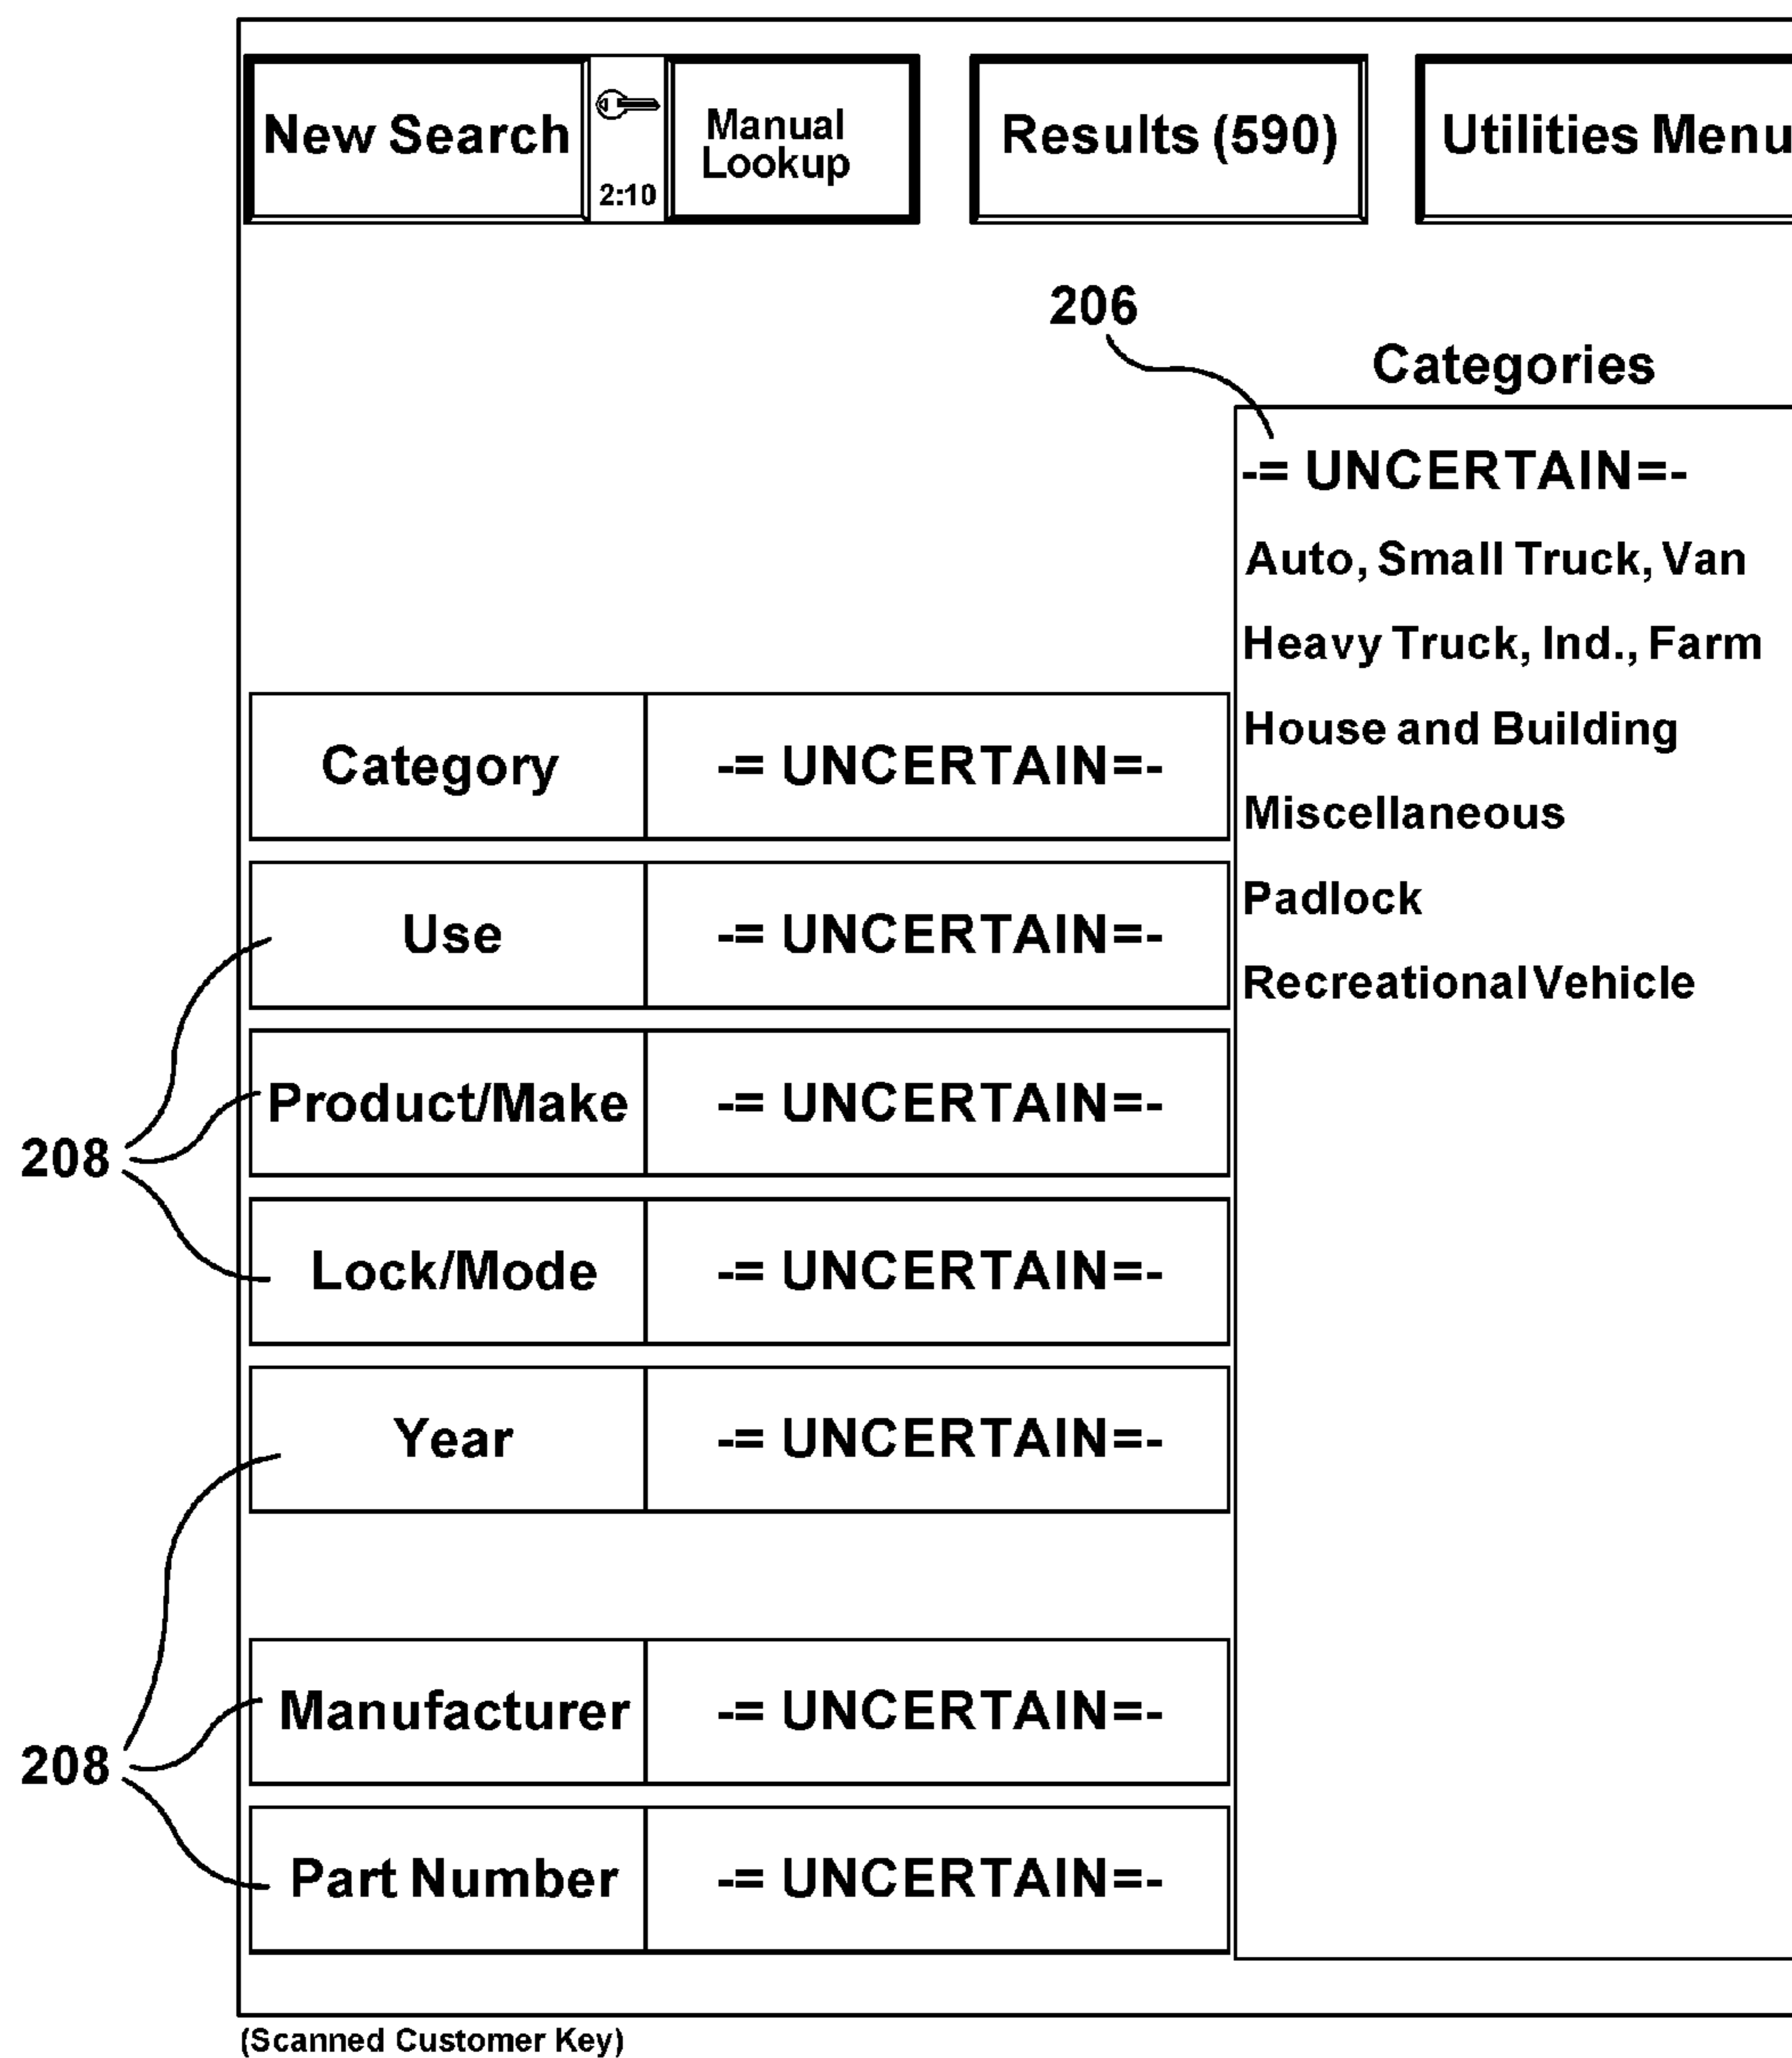 New Search
2:10
Manual
Lookup
Results (590)
Utilities Menu
206
Categories
-= UNCERTAIN=-
Auto, Small Truck, Van
Heavy Truck, Ind., Farm
House and Building
Miscellaneous
Padlock
Recreational Vehicle
Category -= UNCERTAIN=-
Use -= UNCERTAIN=-
Product/Make -= UNCERTAIN=-
208
Lock/Mode -= UNCERTAIN=-
Year -= UNCERTAIN=-
Manufacturer -= UNCERTAIN=-
208
Part Number -= UNCERTAIN=-
(Scanned Customer Key)